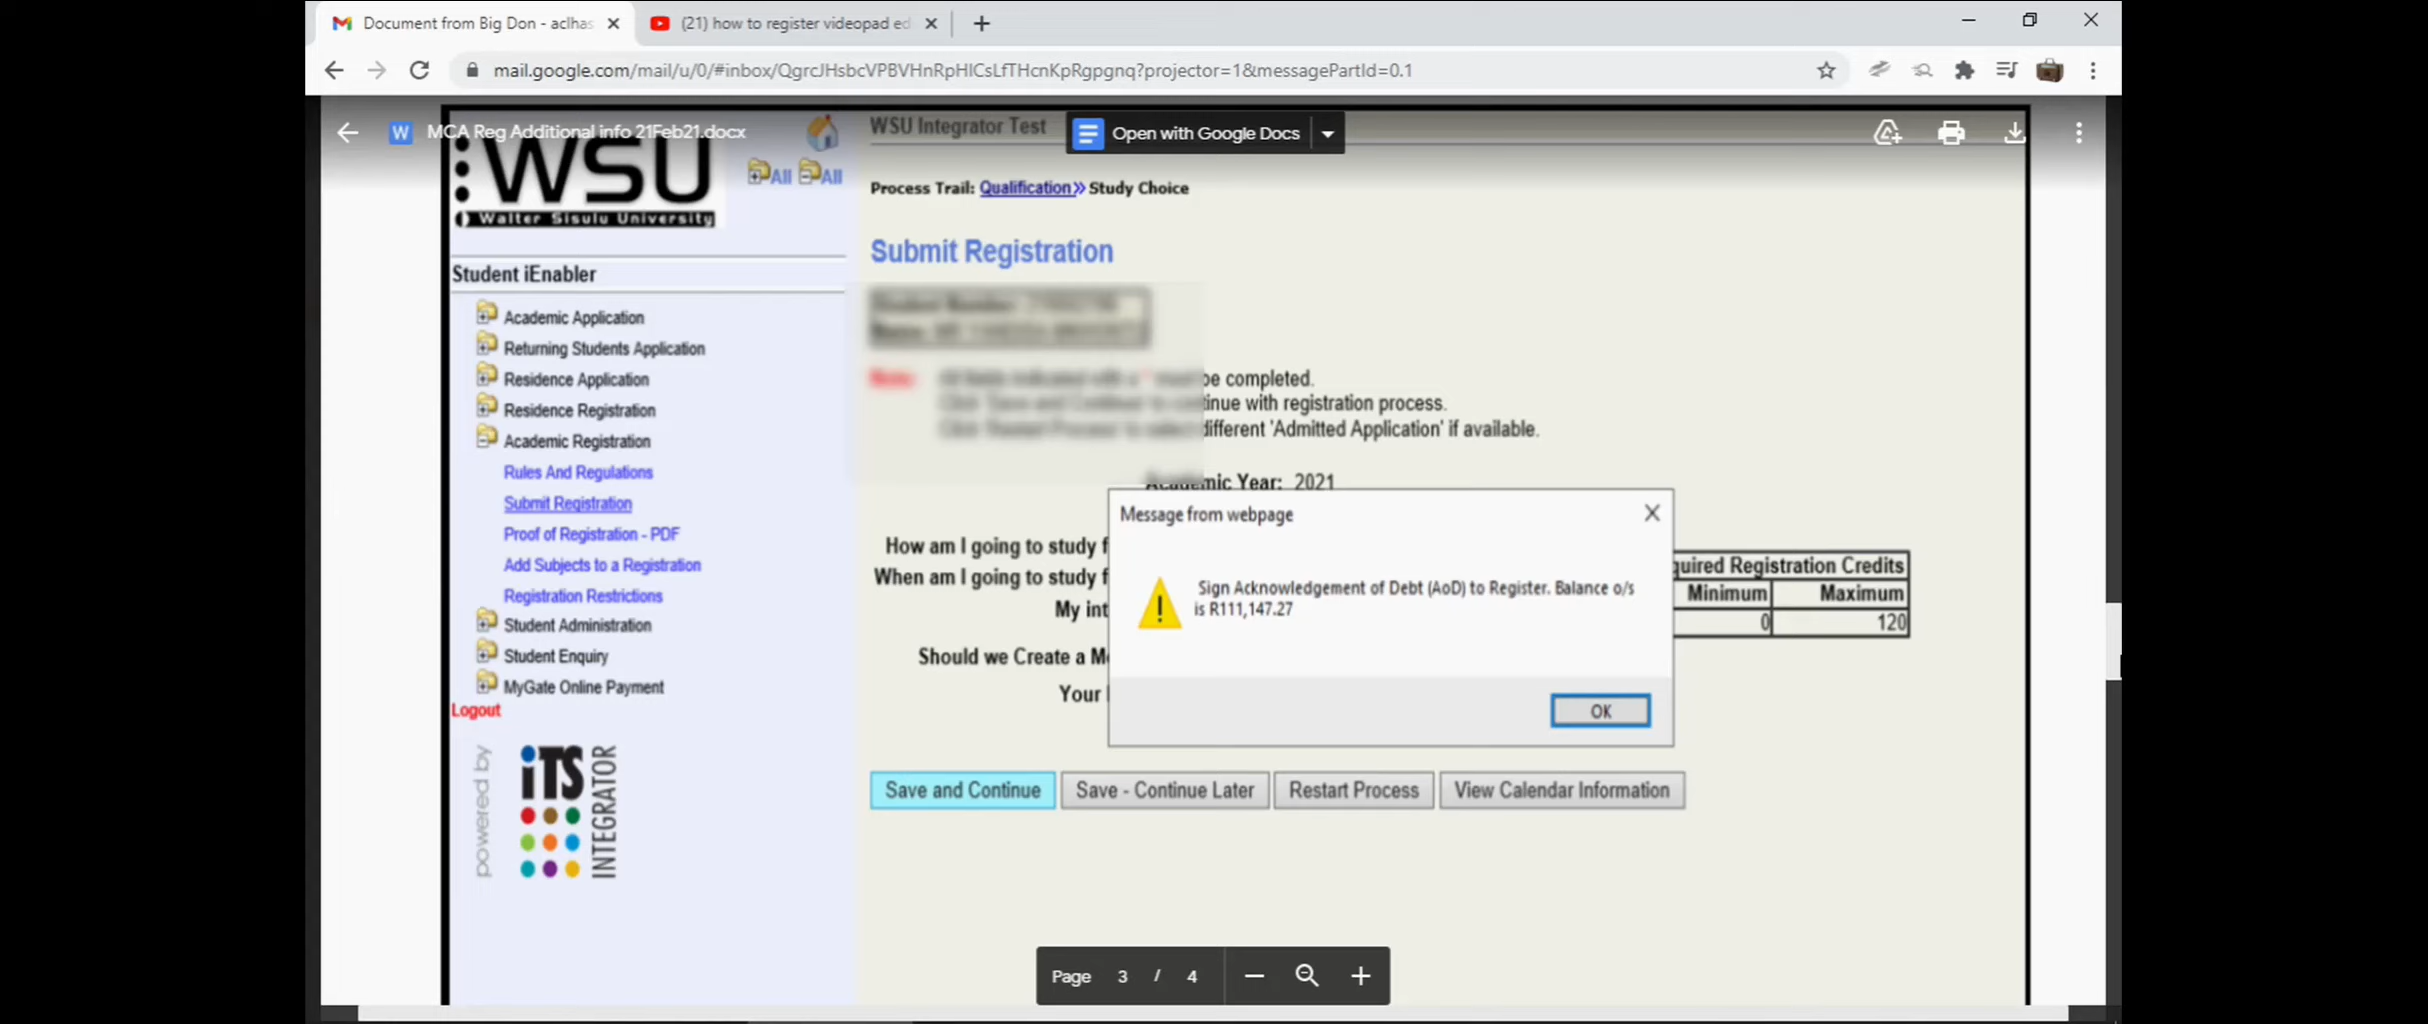 Document from Big Don - aclhas
(21) how to register videopad ed
mail.google.com/mail/u/0/#inbox/QgrcJHsbcVPBVHnRpHlCsLfTHcnKpRgpgnq?projector=1&messagePartId=0.1
W MCA Reg Additional info 21Feb21.docx
Open with Google Docs
WSU
Walter Sisulu University
All All
WSU Integrator Test
Process Trail: Qualification» Study Choice
Submit Registration
Student iEnabler
Academic Application
Returning Students Application
Residence Application
Residence Registration
Academic Registration
Rules And Regulations
Submit Registration
Proof of Registration - PDF
Add Subjects to a Registration
Registration Restrictions
Student Administration
Student Enquiry
MyGate Online Payment
Logout
powered by
iTS
INTEGRATOR
be completed.
tinue with registration process.
different 'Admitted Application' if available.
Academic Year: 2021
How am I going to study f
When am I going to study f
My int
Should we Create a M
Your
Message from webpage
Sign Acknowledgement of Debt (AoD) to Register. Balance o/s
is R111,147.27
OK
quired Registration Credits
Minimum Maximum
0 120
Save and Continue Save - Continue Later Restart Process View Calendar Information
Page 3 / 4